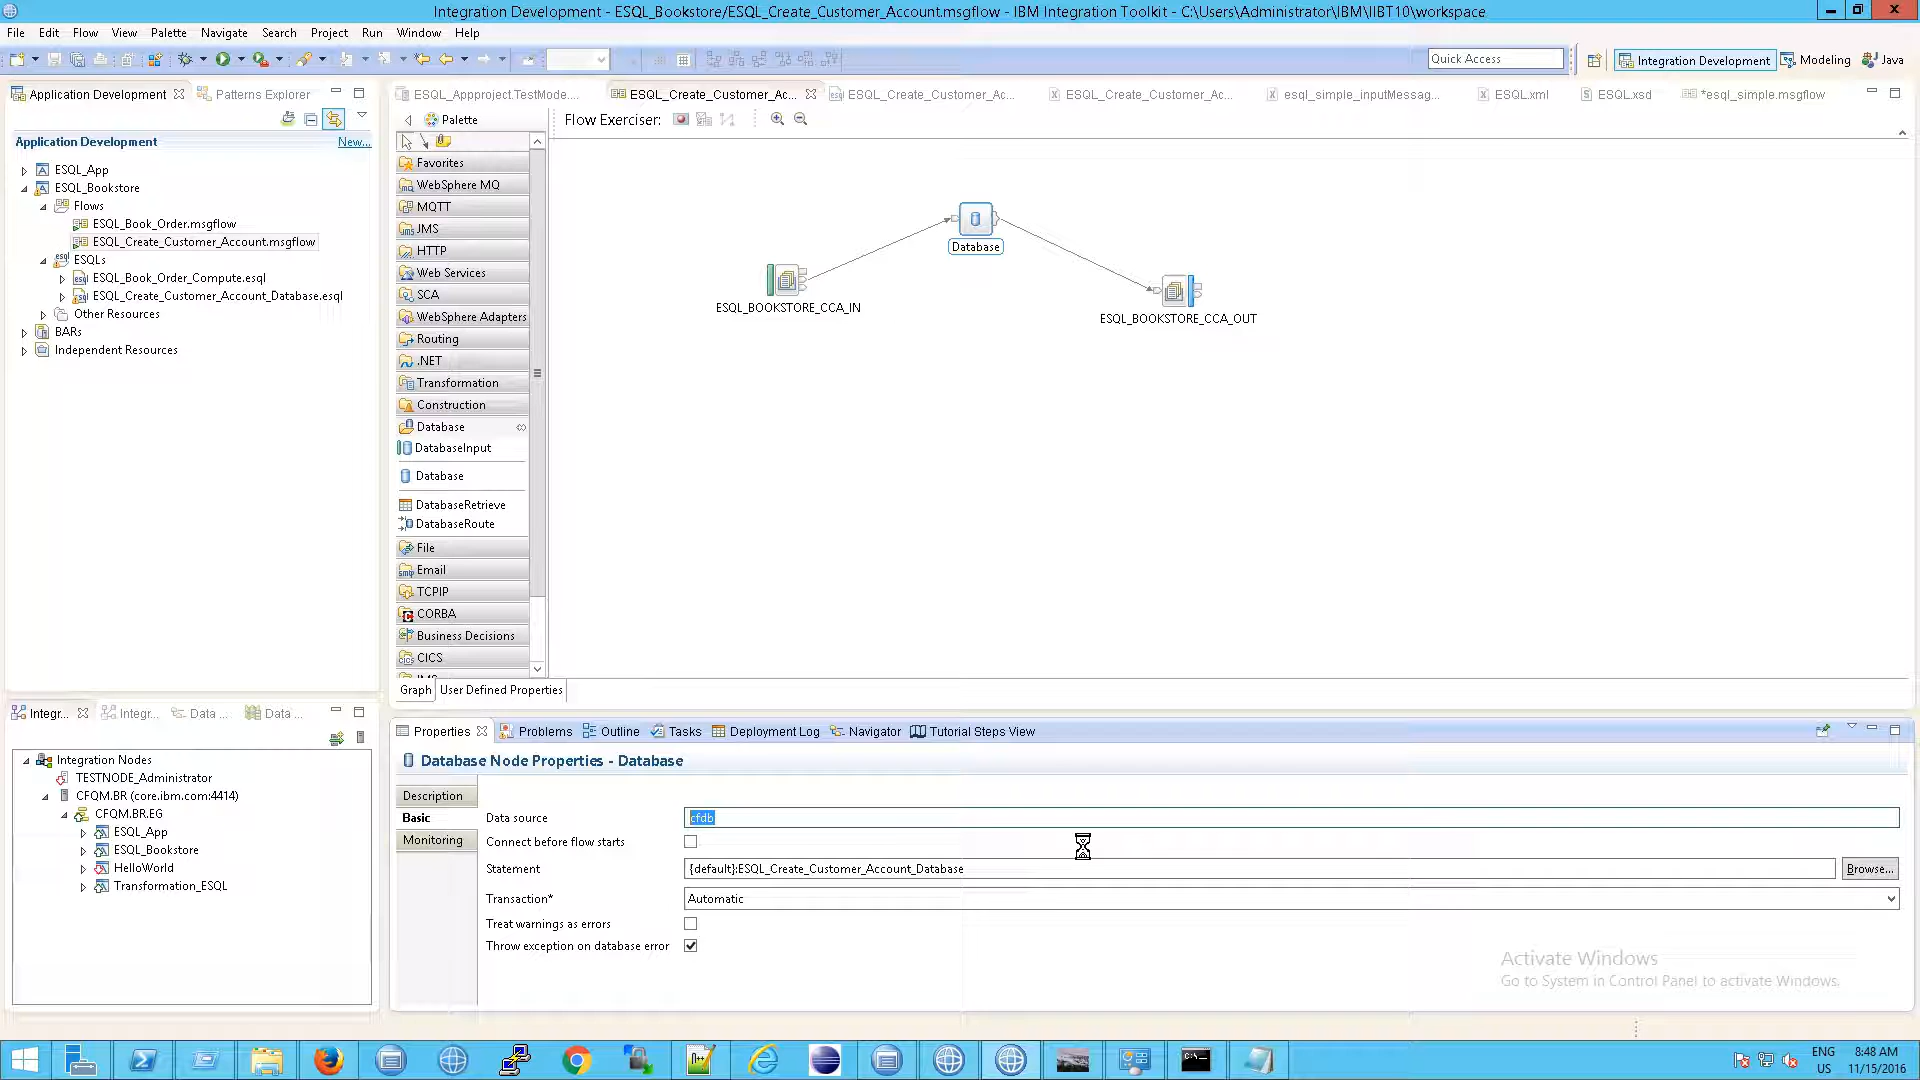 Integration Development - ESQL_Bookstore/ESQL_Create_Customer_Account.msgflow - IBM Integration Toolkit - C:\Users\Administrator\IBM\IIBT10\workspace
File Edit Flow View Palette Navigate Search Project Run Window Help
Quick Access
Integration Development
Modeling
Java
Application Development
Patterns Explorer
ESQL_Appproject.TestMode....
ESQL_Create_Customer_Ac...
ESQL_Create_Customer_Ac...
ESQL_Create_Customer_Ac...
esql_simple_inputMessag...
ESQL.xml
ESQL.xsd
*esql_simple.msgflow
Application Development
New...
ESQL_App
ESQL_Bookstore
Flows
ESQL_Book_Order.msgflow
ESQL_Create_Customer_Account.msgflow
ESQLs
ESQL_Book_Order_Compute.esql
ESQL_Create_Customer_Account_Database.esql
Other Resources
BARs
Independent Resources
Palette
Favorites
WebSphere MQ
MQTT
JMS
HTTP
Web Services
SCA
WebSphere Adapters
Routing
.NET
Transformation
Construction
Database
DatabaseInput
Database
DatabaseRetrieve
DatabaseRoute
File
Email
TCPIP
CORBA
Business Decisions
CICS
Flow Exerciser:
Database
ESQL_BOOKSTORE_CCA_IN
ESQL_BOOKSTORE_CCA_OUT
Graph
User Defined Properties
Integr...
Integr...
Data ...
Data ...
Integration Nodes
TESTNODE_Administrator
CFQM.BR (core.ibm.com:4414)
CFQM.BR.EG
ESQL_App
ESQL_Bookstore
HelloWorld
Transformation_ESQL
Properties
Problems
Outline
Tasks
Deployment Log
Navigator
Tutorial Steps View
Database Node Properties - Database
Description
Basic
Monitoring
Data source
cfdb
Connect before flow starts
Statement
{default}:ESQL_Create_Customer_Account_Database
Browse...
Transaction*
Automatic
Treat warnings as errors
Throw exception on database error
Activate Windows
Go to System in Control Panel to activate Windows.
ENG
US
8:48 AM
11/15/2016